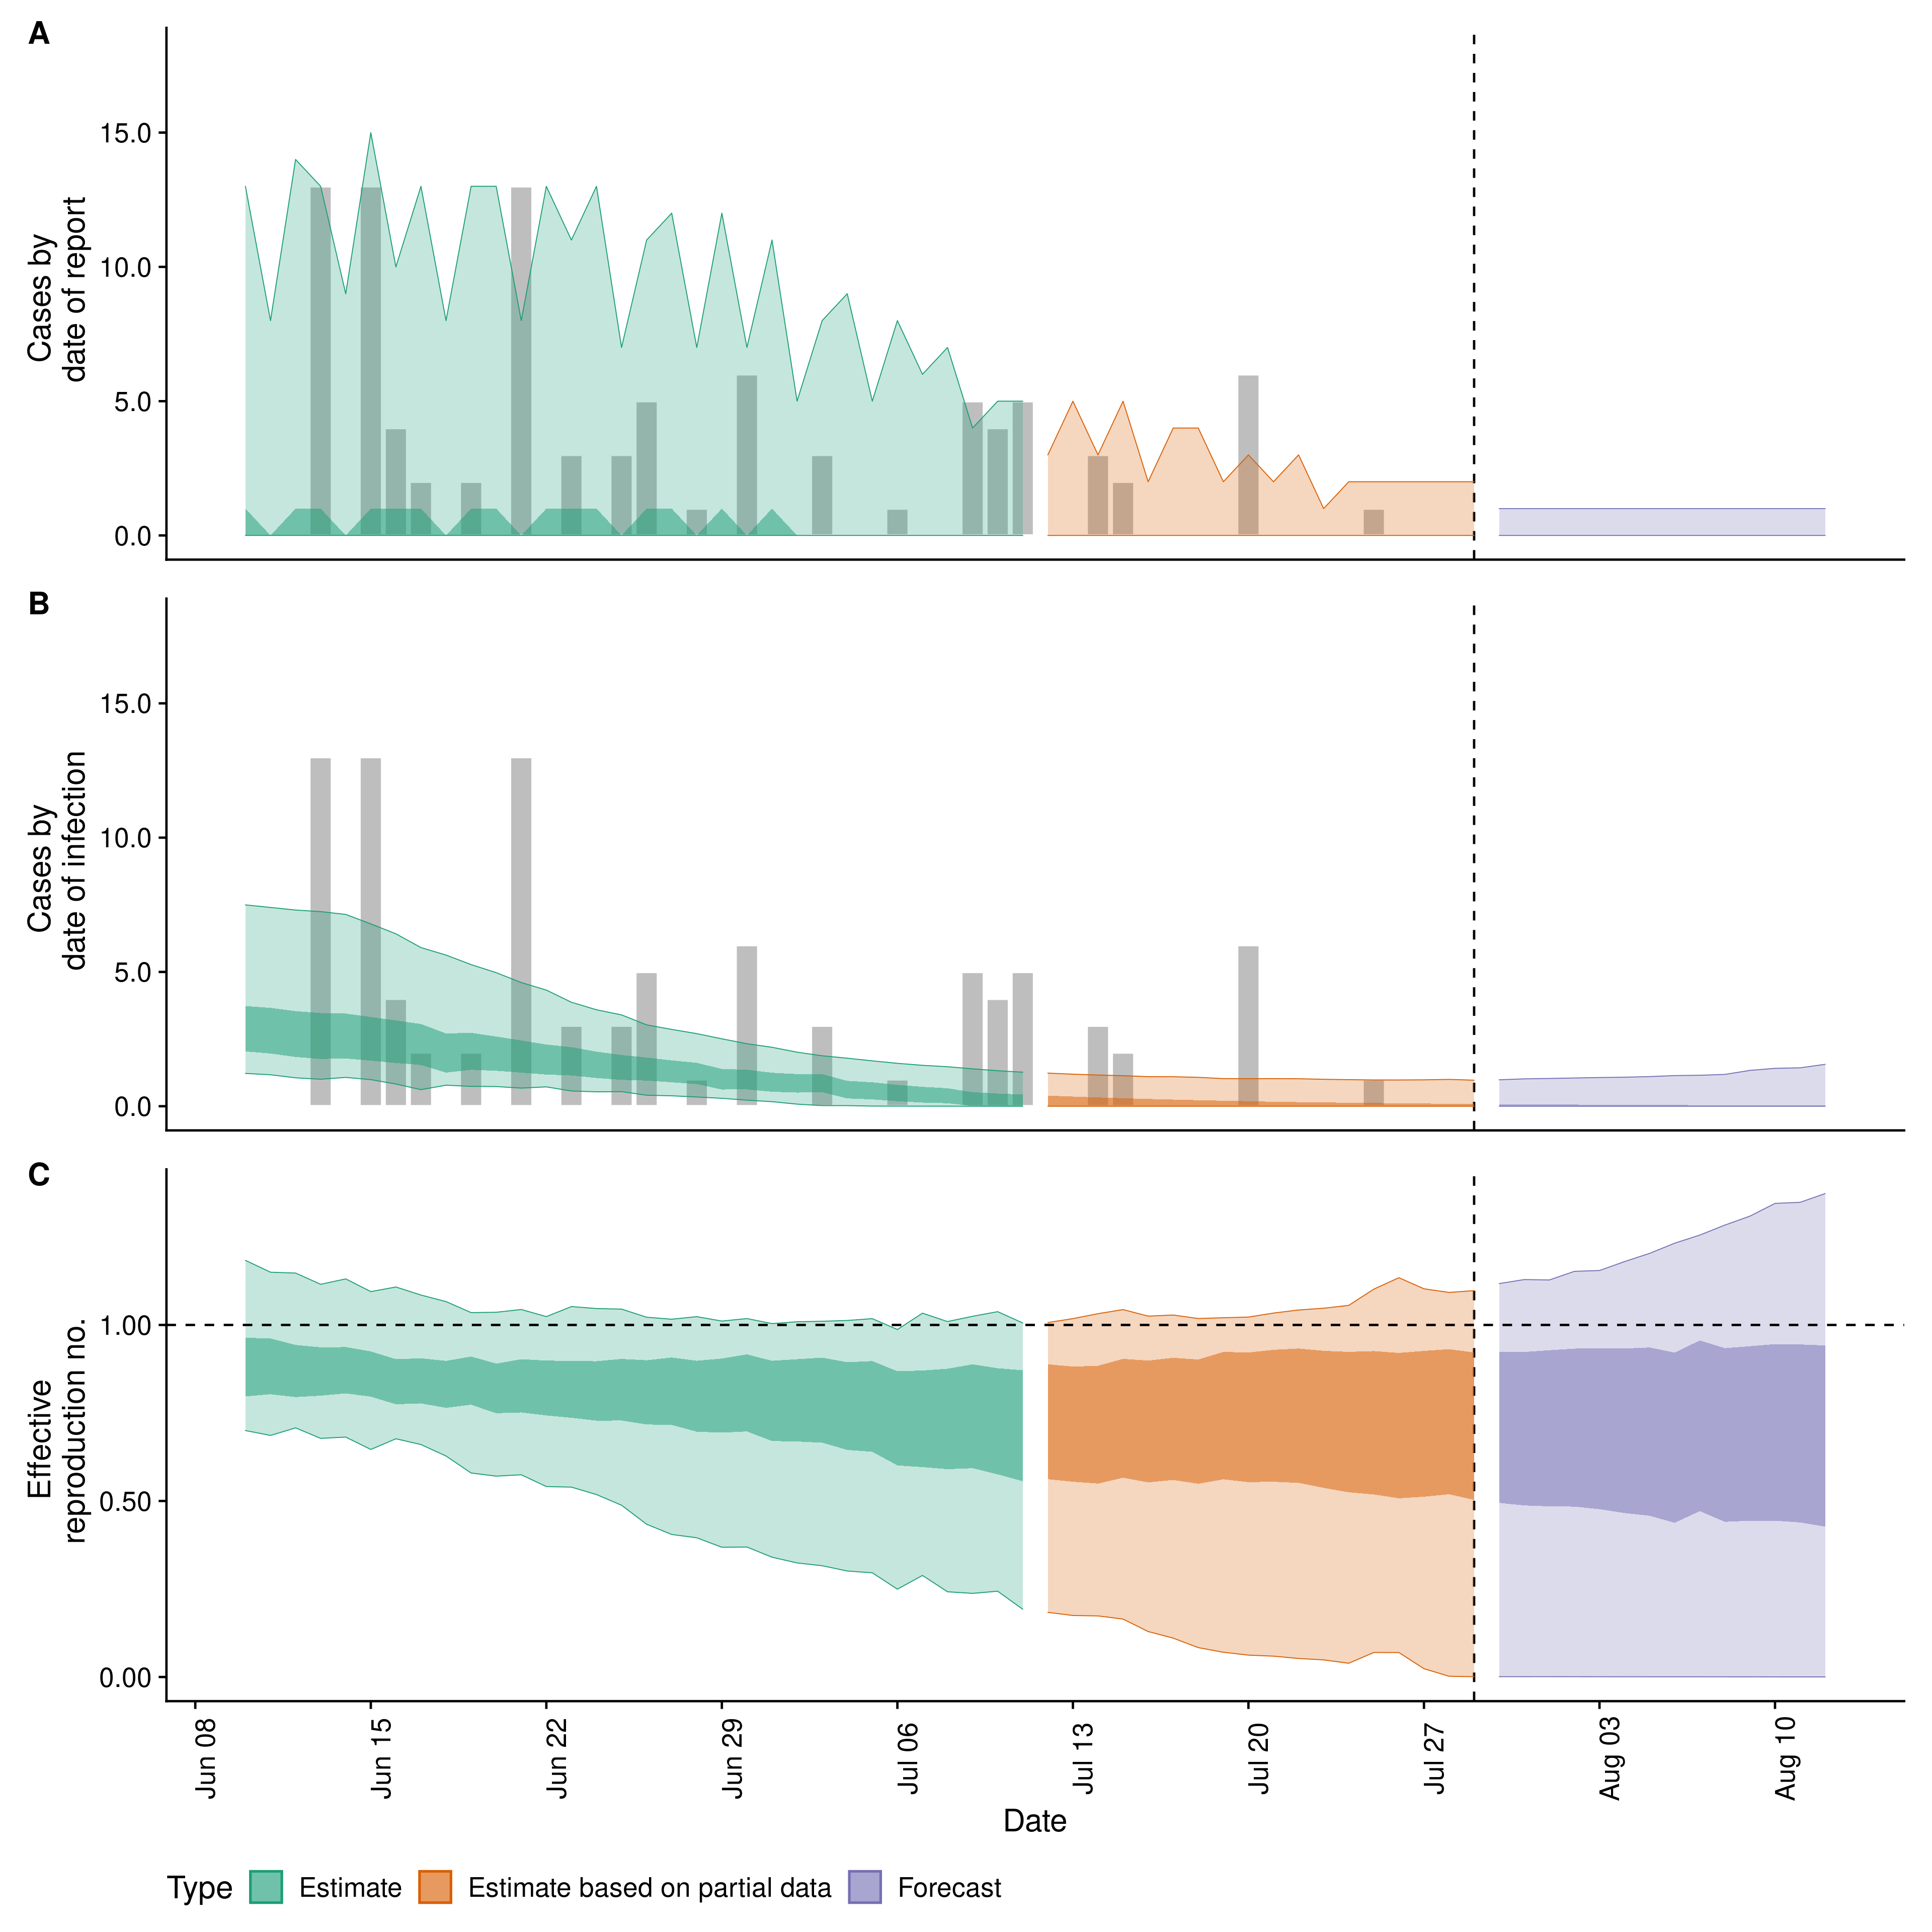 A
Cases by
date of report
15.0
10.0
5.0
0.0
B
Cases by
date of infection
15.0
10.0
5.0
0.0
C
Effective
reproduction no.
1.00
0.50
0.00
Jun 08
Jun 15
Jun 22
Jun 29
Jul 06
Jul 13
Jul 20
Jul 27
Aug 03
Aug 10
Date
Type Estimate Estimate based on partial data Forecast